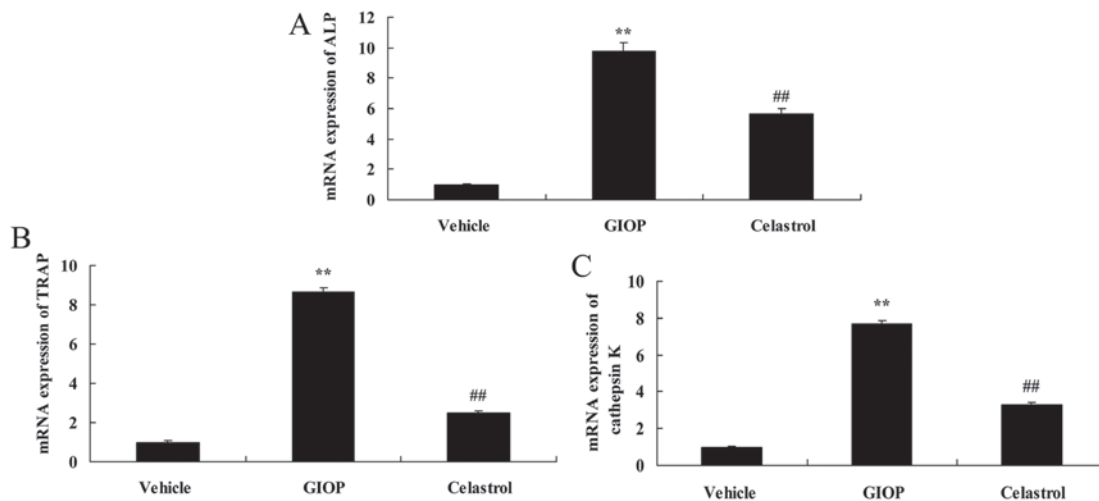 A
mRNA expression of ALP
12
10
8
6
4
2
0
**
##
Vehicle GIOP Celastrol
B
mRNA expression of TRAP
10
8
6
4
2
0
**
##
Vehicle GIOP Celastrol
C
mRNA expression of
cathepsin K
10
8
6
4
2
0
**
##
Vehicle GIOP Celastrol